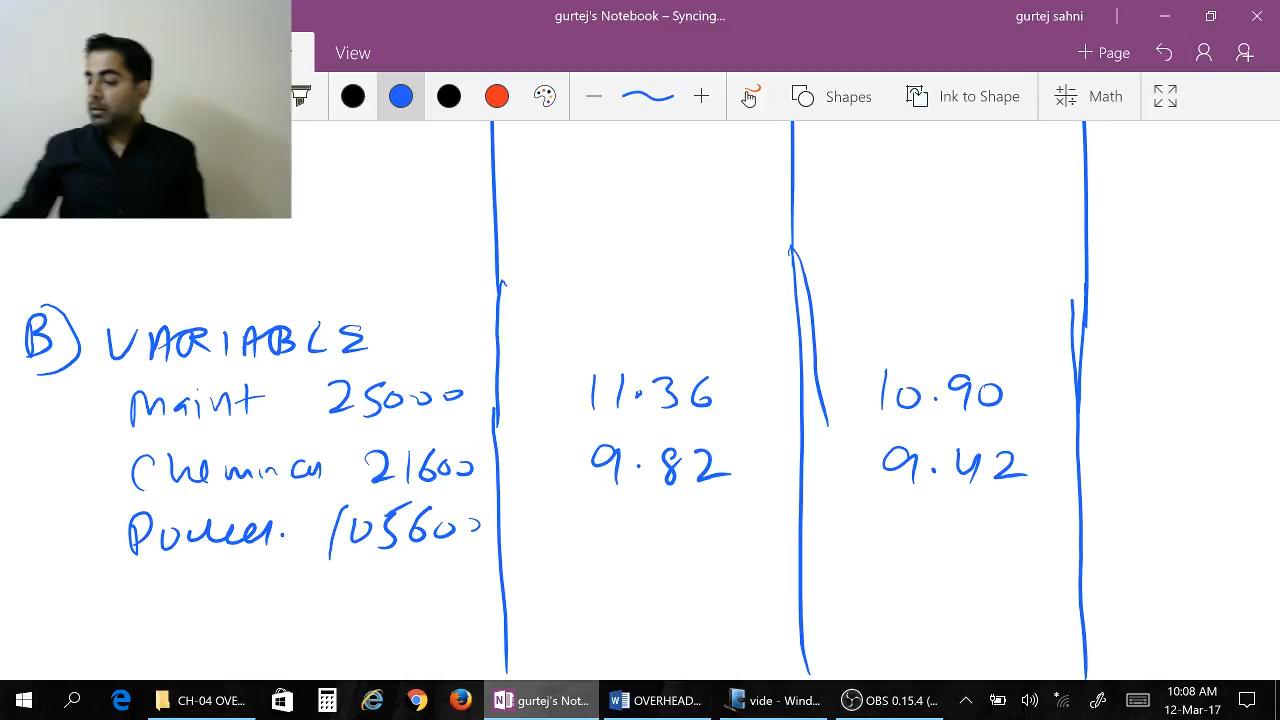 gurtej's Notebook – Syncing...
gurtej sahni
View
Page
Shapes
Ink to Shape
Math
B) VARIABLE
Maint 25000 11.36 10.90
Chemical 21600 9.82 9.42
Power. 105600
CH-04 OVE...
gurtej's Not...
OVERHEAD...
vide - Wind...
OBS 0.15.4 (...
10:08 AM
12-Mar-17